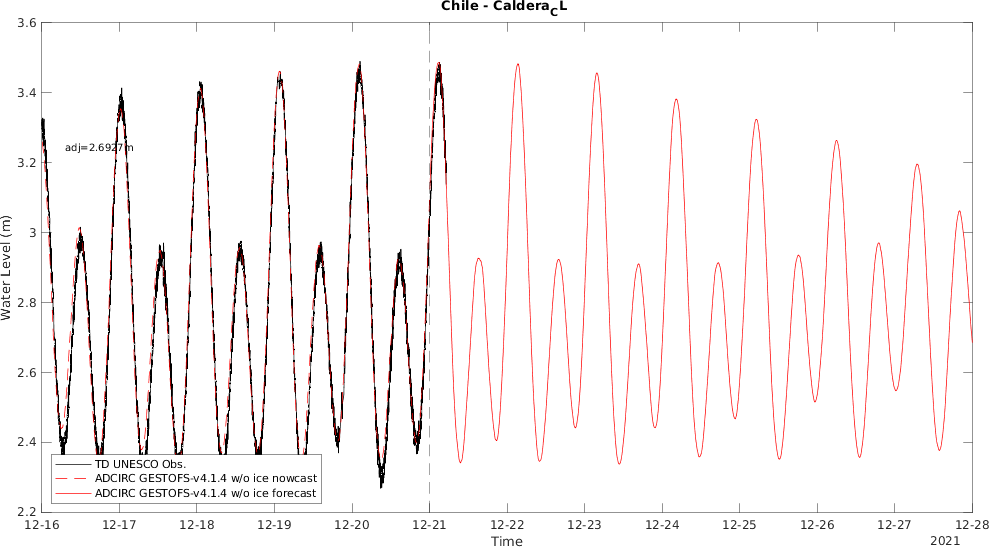 Chile - Caldera_CL
3.6
3.4
3.2
3
2.8
2.6
2.4
2.2
Water Level (m)
adj=2.6927m
TD UNESCO Obs.
ADCIRC GESTOFS-v4.1.4 w/o ice nowcast
ADCIRC GESTOFS-v4.1.4 w/o ice forecast
12-16 12-17 12-18 12-19 12-20 12-21 12-22 12-23 12-24 12-25 12-26 12-27 12-28
Time
2021